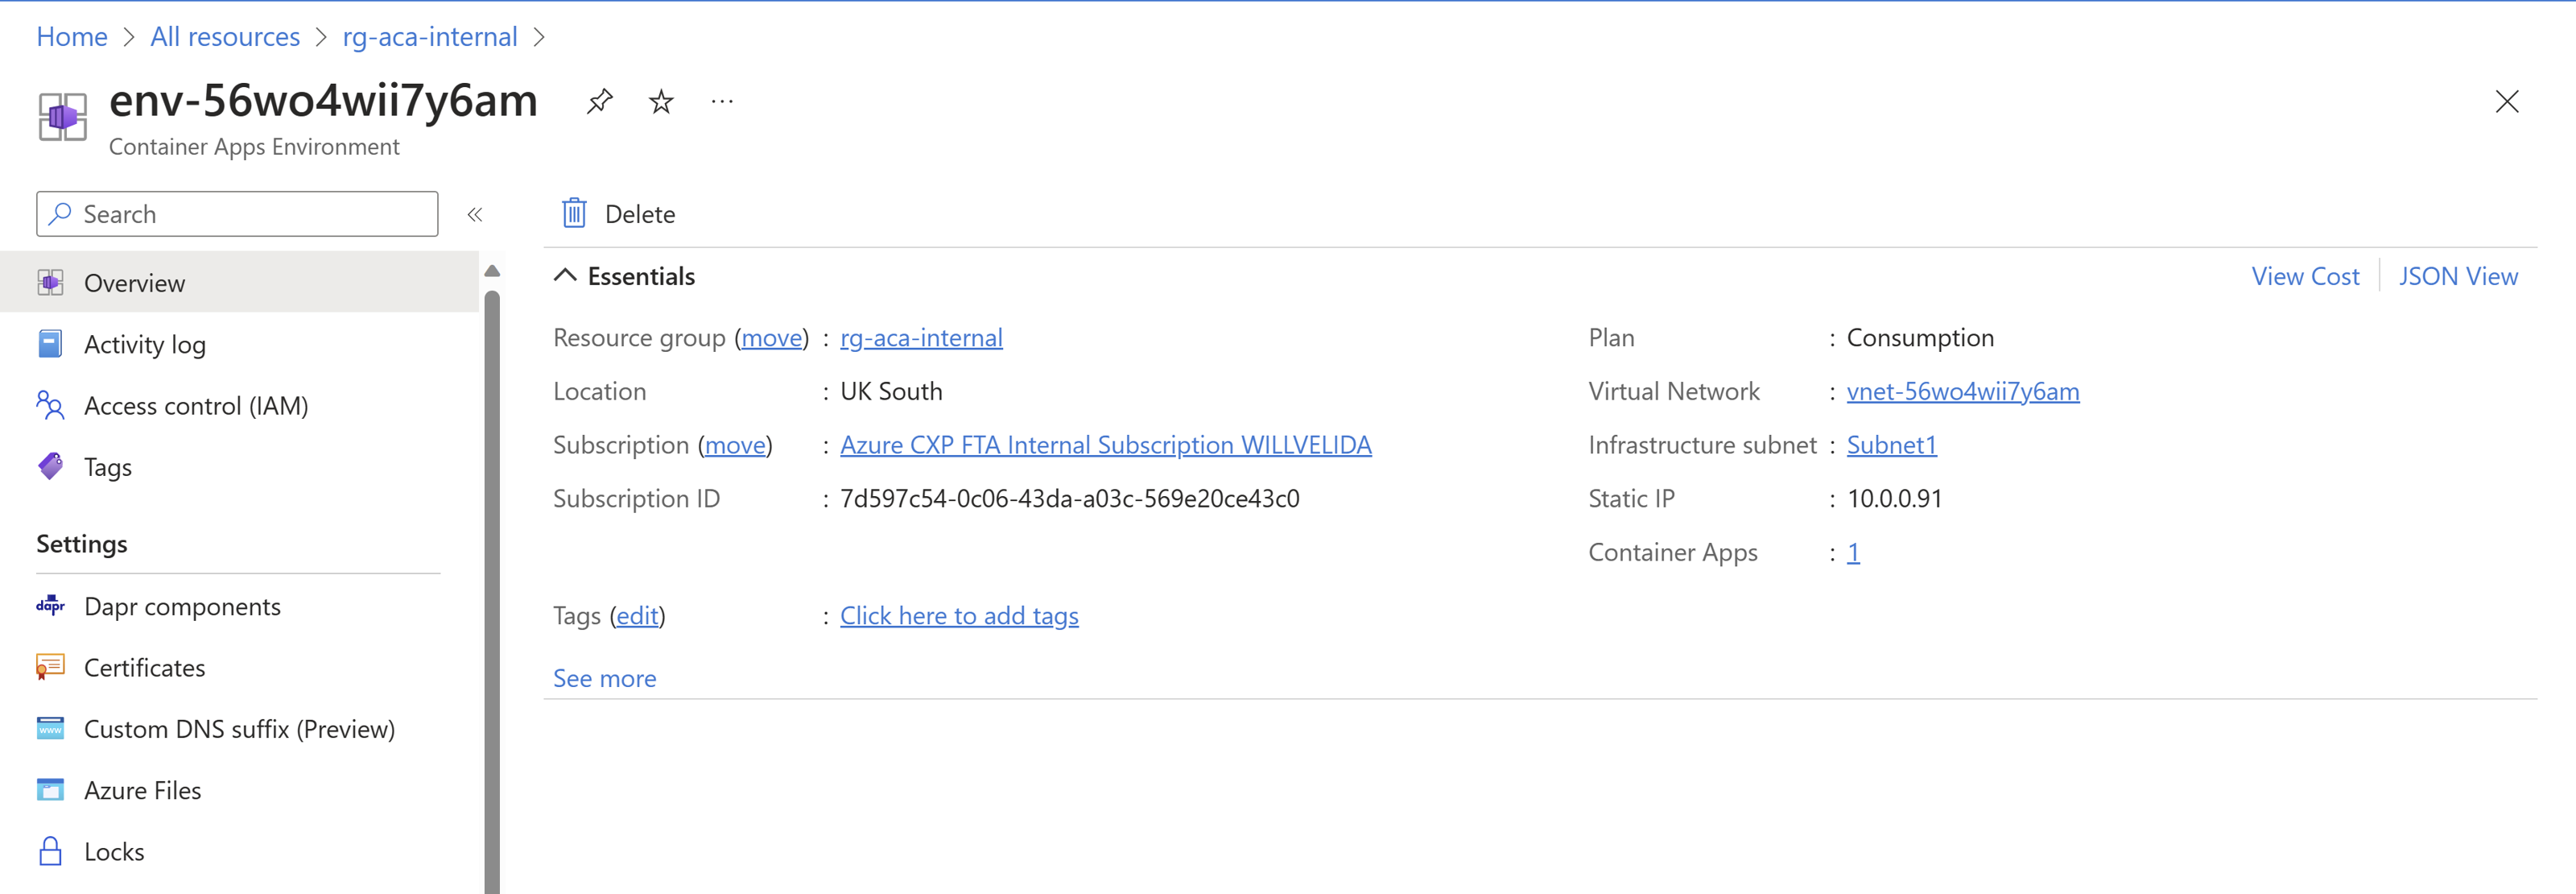 Home > All resources > rg-aca-internal >
env-56wo4wii7y6am ...
Container Apps Environment
Search
«
Overview
Activity log
Access control (IAM)
Tags
Settings
dapr Dapr components
Certificates
www Custom DNS suffix (Preview)
Azure Files
Locks
Delete
Essentials
View Cost
JSON View
Resource group (move) : rg-aca-internal
Location : UK South
Subscription (move) : Azure CXP FTA Internal Subscription WILLVELIDA
Subscription ID : 7d597c54-0c06-43da-a03c-569e20ce43c0
Plan : Consumption
Virtual Network : vnet-56wo4wii7y6am
Infrastructure subnet : Subnet1
Static IP : 10.0.0.91
Container Apps : 1
Tags (edit) : Click here to add tags
See more